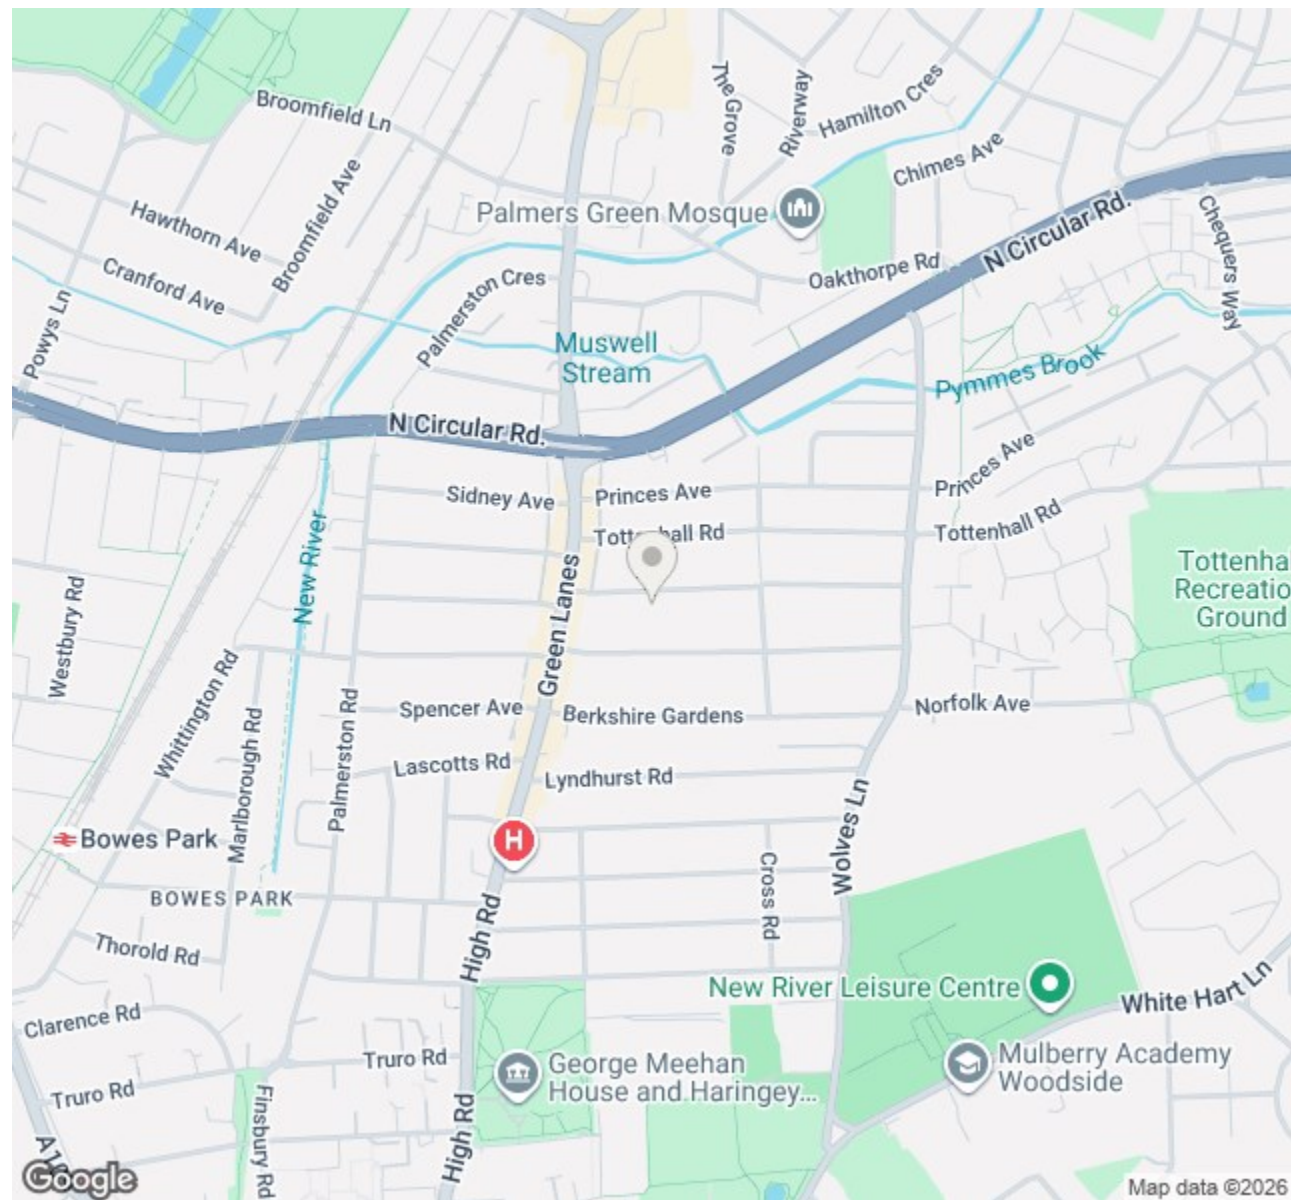 Broomfield Ln
The Grove
Riverway
Hamilton Cres
Chimes Ave
Hawthorn Ave
Broomfield Ave
Palmers Green Mosque
N Circular Rd.
Chequers Way
Cranford Ave
Powys Ln
Palmerston Cres
Oakthorpe Rd
Muswell
Stream
Pymmes Brook
N Circular Rd.
Sidney Ave
Princes Ave
Princes Ave
Tottenhall Rd
New River
Green Lanes
Tottenha
Recreatio
Ground
Westbury Rd
Whittington Rd
Marlborough Rd
Palmerston Rd
Spencer Ave
Berkshire Gardens
Norfolk Ave
Lascotts Rd
Lyndhurst Rd
Wolves Ln
Bowes Park
H
BOWES PARK
Cross Rd
Thorold Rd
High Rd
New River Leisure Centre
White Hart Ln
Clarence Rd
Truro Rd
George Meehan
House and Haringey...
Mulberry Academy
Woodside
Truro Rd
Finsbury Rd
High Rd
Google
Map data ©2026